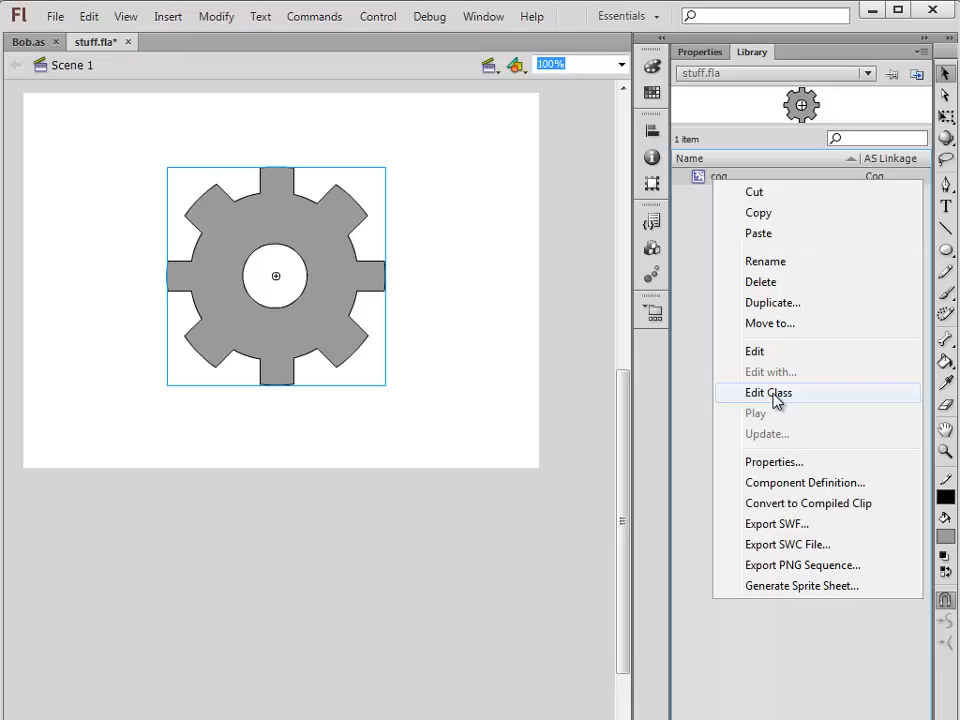 Fl File Edit View Insert Modify Text Commands Control Debug Window Help Essentials
Bob.as × stuff.fla* ×
Scene 1 100%
Properties Library
stuff.fla
1 item
Name AS Linkage
cog Cog
Cut
Copy
Paste
Rename
Delete
Duplicate...
Move to...
Edit
Edit with...
Edit Class
Play
Update...
Properties...
Component Definition...
Convert to Compiled Clip
Export SWF...
Export SWC File...
Export PNG Sequence...
Generate Sprite Sheet...